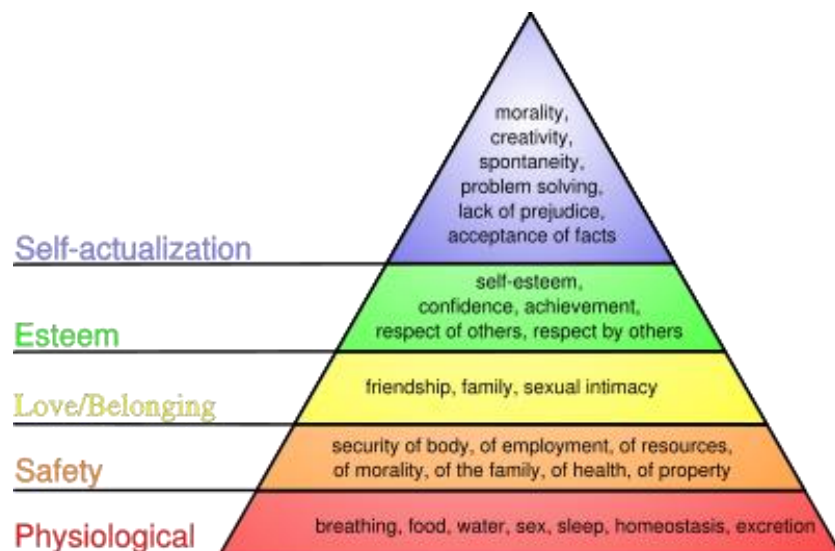 morality,
creativity,
spontaneity,
problem solving,
lack of prejudice,
acceptance of facts
Self-actualization
self-esteem,
confidence, achievement,
respect of others, respect by others
Esteem
friendship, family, sexual intimacy
Love/Belonging
security of body, of employment, of resources,
of morality, of the family, of health, of property
Safety
breathing, food, water, sex, sleep, homeostasis, excretion
Physiological